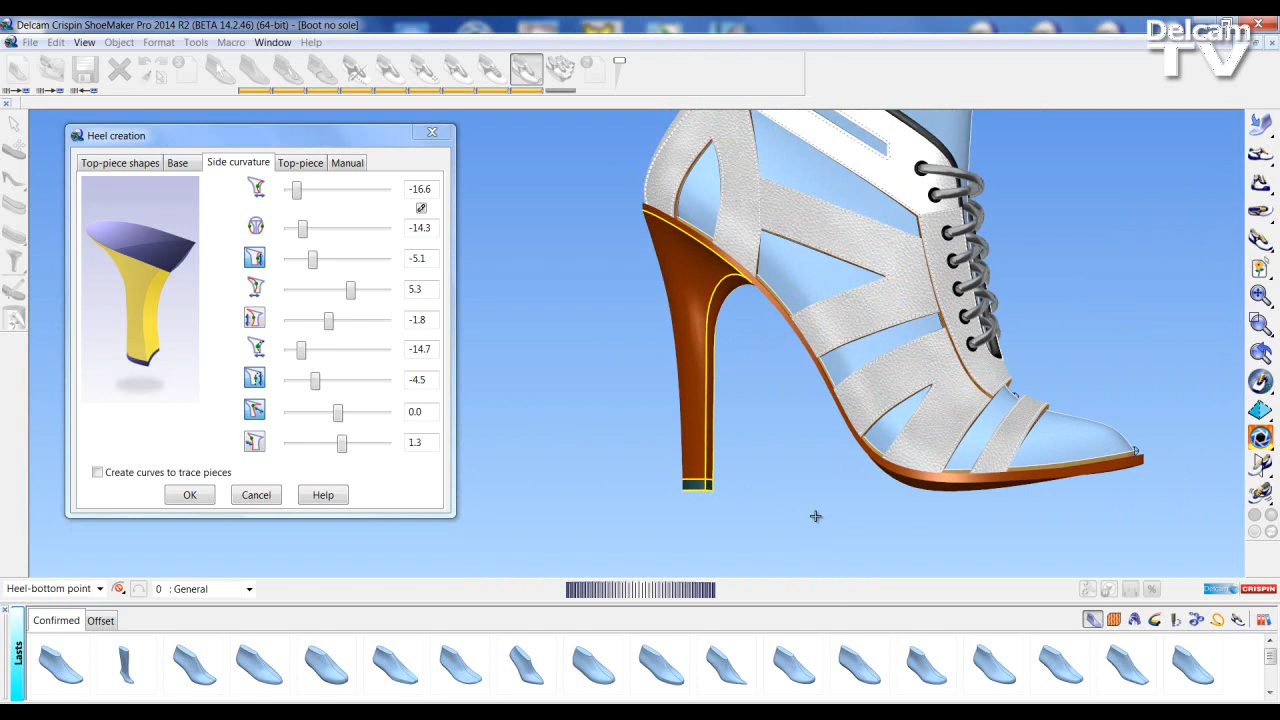 Delcam Crispin ShoeMaker Pro 2014 R2 (BETA 14.2.46) (64-bit) - [Boot no sole]
Delcam
TV
File Edit View Object Format Tools Macro Window Help
Heel creation
Top-piece shapes Base Side curvature Top-piece Manual
-16.6
-14.3
-5.1
5.3
-1.8
-14.7
-4.5
0.0
1.3
Create curves to trace pieces
OK Cancel Help
Heel-bottom point 0 : General % Delcam CRISPIN
Confirmed Offset
Lasts